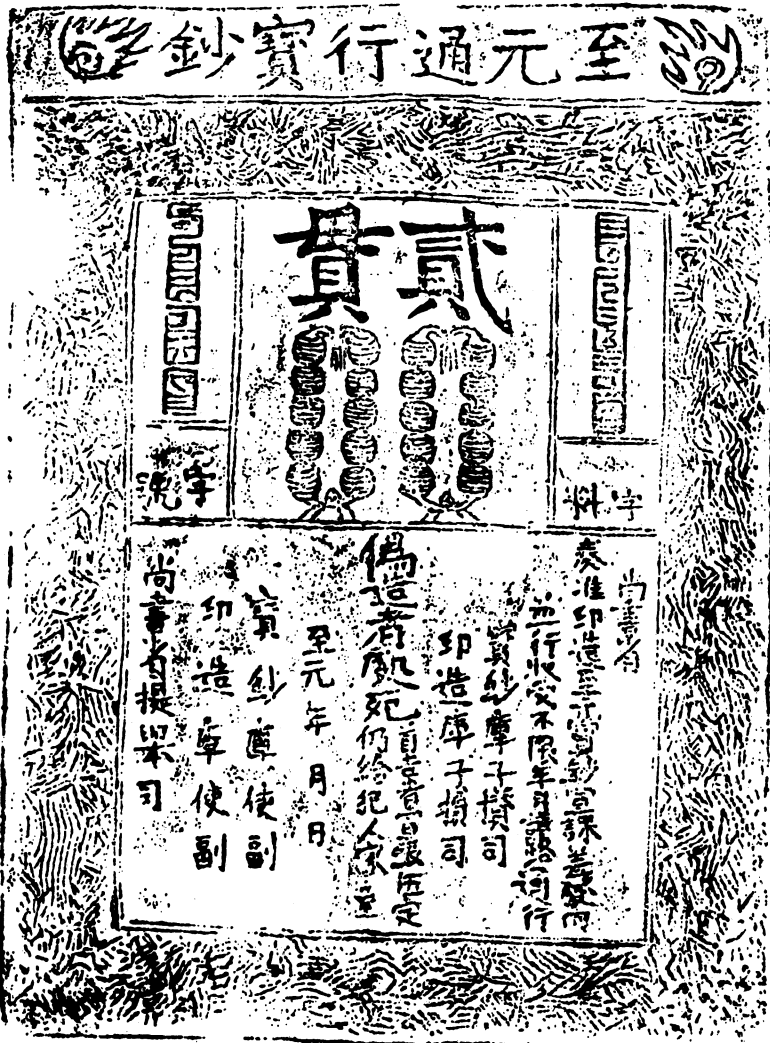 至元通行寶鈔
貳貫
字料
字號
尚書省
奏准印造至元寶鈔宣課差役內
並行收受不限年月諸路通行
寶鈔庫子攢司
印造庫子攢司
偽造者處死
首告者賞銀伍定
仍給犯人家產
至元 年 月 日
寶鈔庫使副
印造庫使副
尚書省提舉司